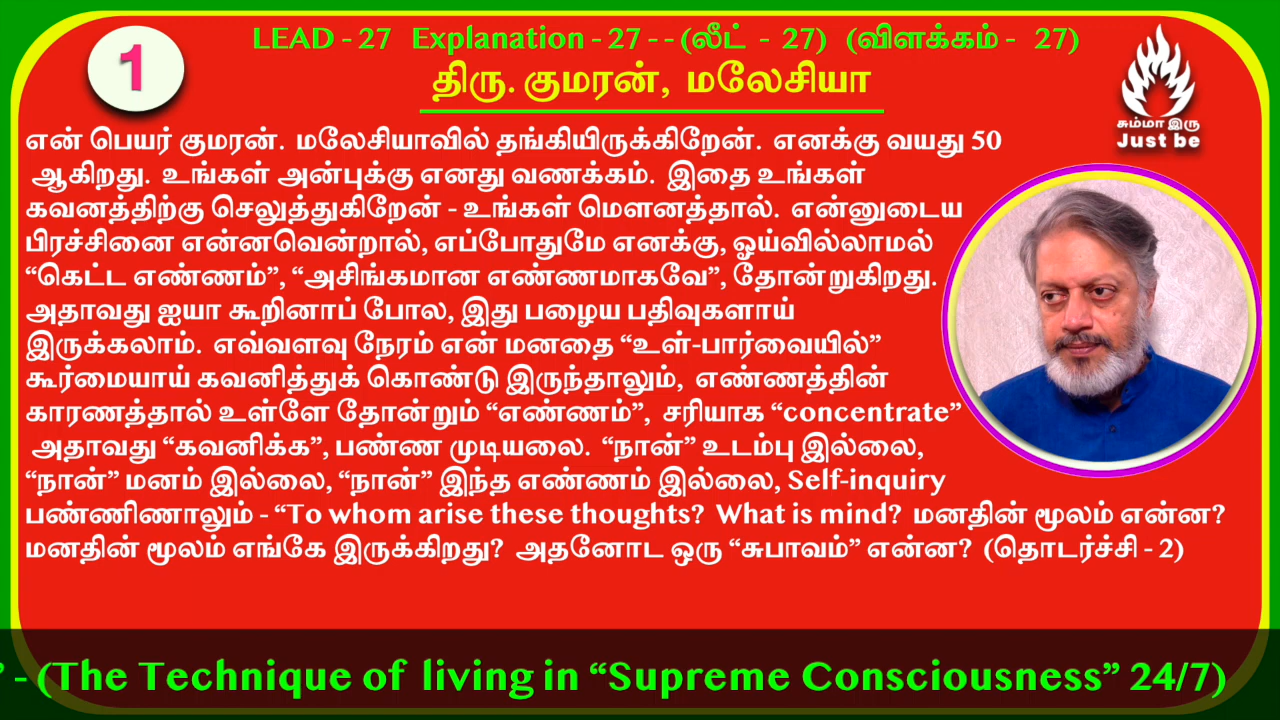 1
LEAD - 27 Explanation - 27 - - (லீட் - 27) (விளக்கம் - 27)
திரு. குமரன், மலேசியா
சும்மா இரு
Just be
என் பெயர் குமரன். மலேசியாவில் தங்கியிருக்கிறேன். எனக்கு வயது 50
ஆகிறது. உங்கள் அன்புக்கு எனது வணக்கம். இதை உங்கள்
கவனத்திற்கு செலுத்துகிறேன் - உங்கள் மௌனத்தால். என்னுடைய
பிரச்சினை என்னவென்றால், எப்போதுமே எனக்கு, ஓய்வில்லாமல்
“கெட்ட எண்ணம்”, “அசிங்கமான எண்ணமாகவே”, தோன்றுகிறது.
அதாவது ஐயா கூறினாப் போல, இது பழைய பதிவுகளாய்
இருக்கலாம். எவ்வளவு நேரம் என் மனதை “உள்-பார்வையில்”
கூர்மையாய் கவனித்துக் கொண்டு இருந்தாலும், எண்ணத்தின்
காரணத்தால் உள்ளே தோன்றும் “எண்ணம்”, சரியாக “concentrate”
அதாவது “கவனிக்க”, பண்ண முடியலை. “நான்” உடம்பு இல்லை,
“நான்” மனம் இல்லை, “நான்” இந்த எண்ணம் இல்லை, Self-inquiry
பண்ணிணாலும் - “To whom arise these thoughts? What is mind? மனதின் மூலம் என்ன?
மனதின் மூலம் எங்கே இருக்கிறது? அதனோட ஒரு “சுபாவம்” என்ன? (தொடர்ச்சி - 2)
” - (The Technique of living in “Supreme Consciousness” 24/7)